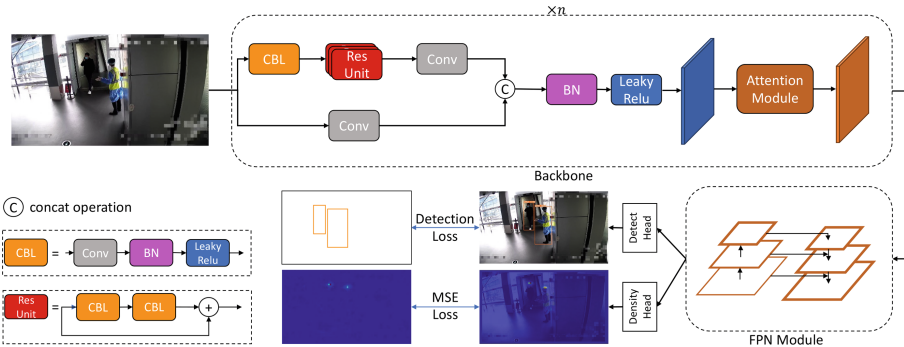 ×n
CBL
Res
Unit
Conv
Conv
C
BN
Leaky
Relu
Attention
Module
Backbone
C concat operation
CBL = Conv BN Leaky
Relu
Res
Unit = CBL CBL +
Detection
Loss
MSE
Loss
Detect
Head
Density
Head
FPN Module